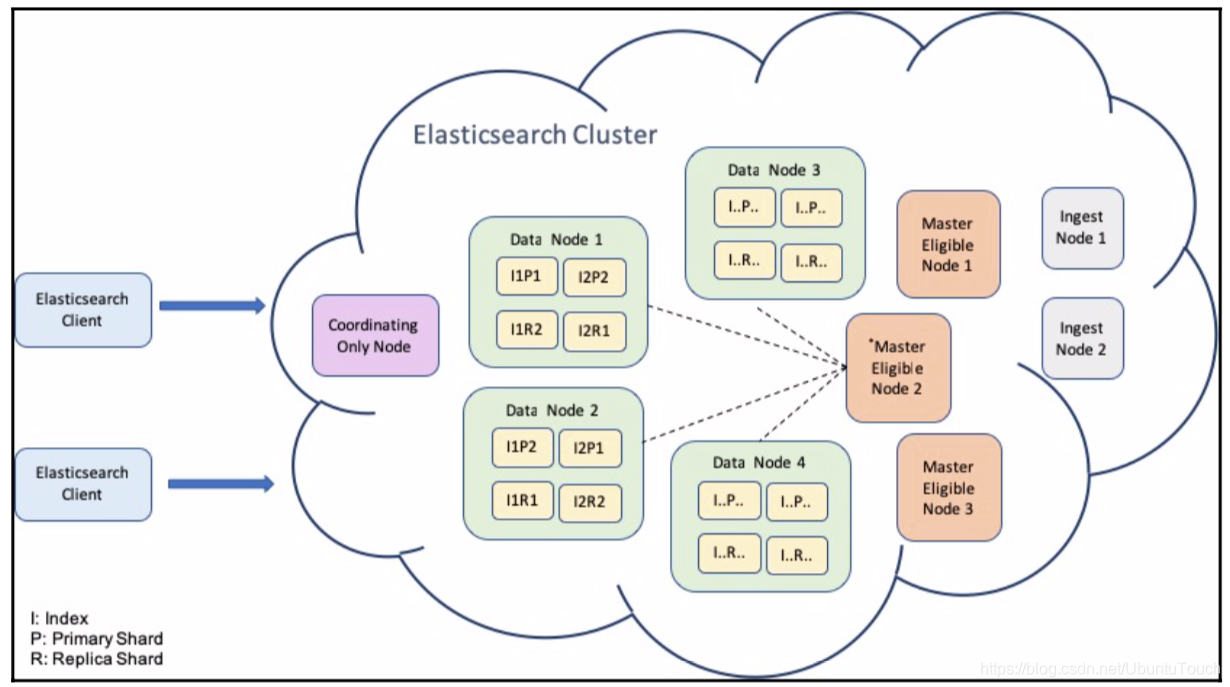 Elasticsearch Cluster
Elasticsearch
Client
Elasticsearch
Client
Coordinating
Only Node
Data Node 1
I1P1 I2P2
I1R2 I2R1
Data Node 2
I1P2 I2P1
I1R1 I2R2
Data Node 3
I..P.. I..P..
I..R.. I..R..
Data Node 4
I..P.. I..P..
I..R.. I..R..
Master
Eligible
Node 1
*Master
Eligible
Node 2
Master
Eligible
Node 3
Ingest
Node 1
Ingest
Node 2
I: Index
P: Primary Shard
R: Replica Shard
https://blog.csdn.net/UbuntuTouch